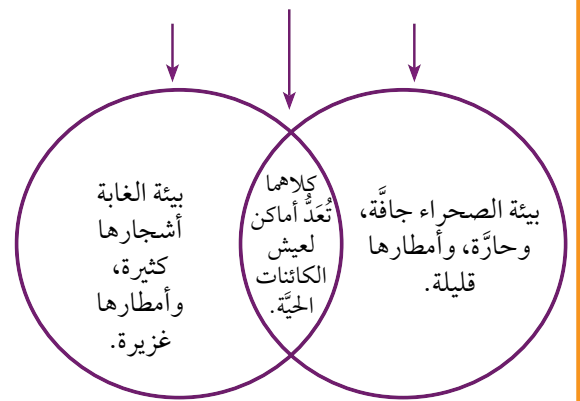 بيئة الصحراء جافَّة،
وحارَّة، وأمطارها
قليلة.
كلاهما
تُعَدُّ أماكن
لعيش
الكائنات
الحيَّة.
بيئة الغابة
أشجارها
كثيرة،
وأمطارها
غزيرة.